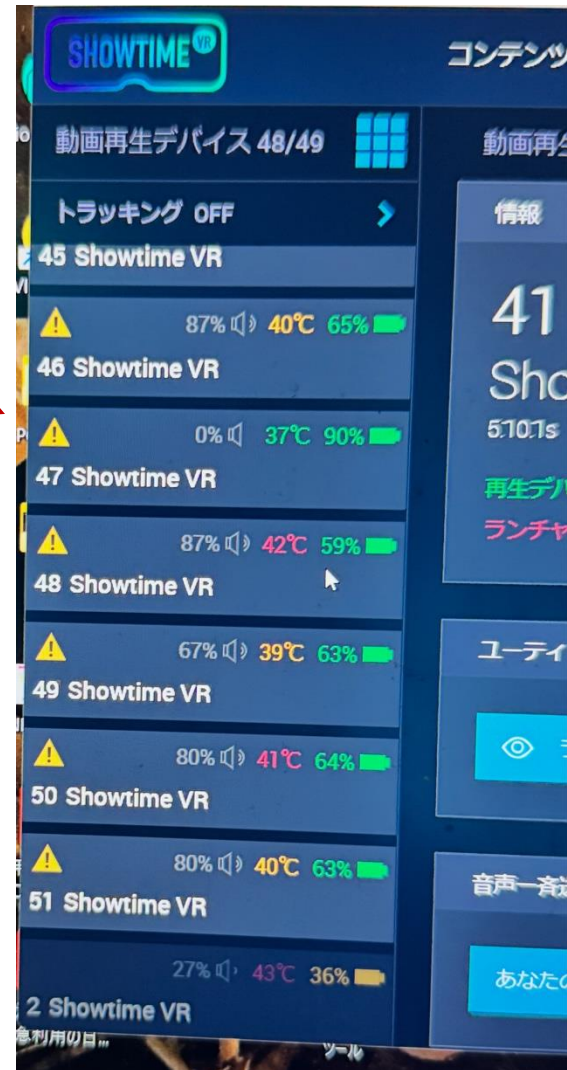 SHOWTIME VR
コンテンツ
動画再生デバイス 48/49
動画再生
トラッキング OFF
情報
45 Showtime VR
41
87% 40℃ 65%
46 Showtime VR
Sho
5.10.1s
0% 37℃ 90%
47 Showtime VR
再生デバ
ランチャ
87% 42℃ 59%
48 Showtime VR
67% 39℃ 63%
49 Showtime VR
ユーティ
80% 41℃ 64%
50 Showtime VR
80% 40℃ 63%
51 Showtime VR
音声一斉
27% 43℃ 36%
2 Showtime VR
あなたの
急利用の日...
ツール